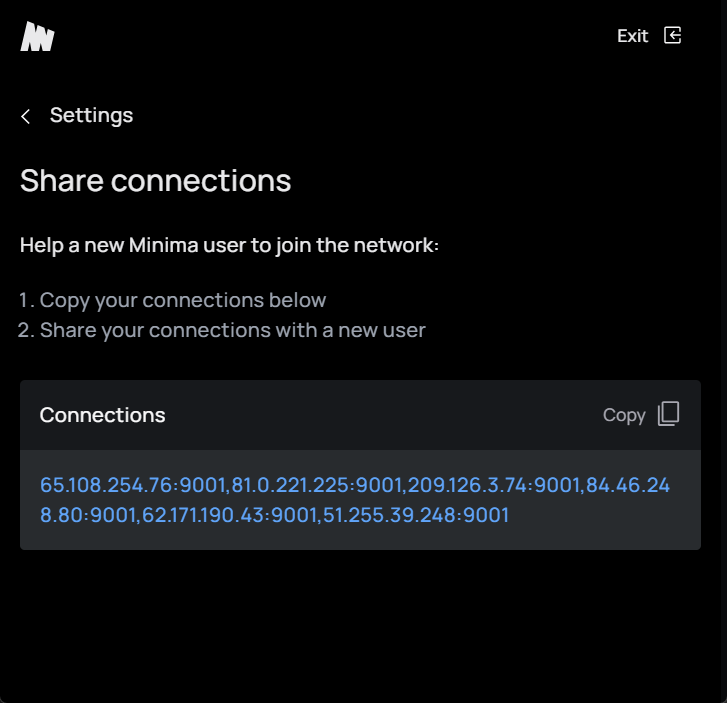 Exit
Settings
Share connections
Help a new Minima user to join the network:
1. Copy your connections below
2. Share your connections with a new user
Connections
Copy
65.108.254.76:9001,81.0.221.225:9001,209.126.3.74:9001,84.46.24
8.80:9001,62.171.190.43:9001,51.255.39.248:9001